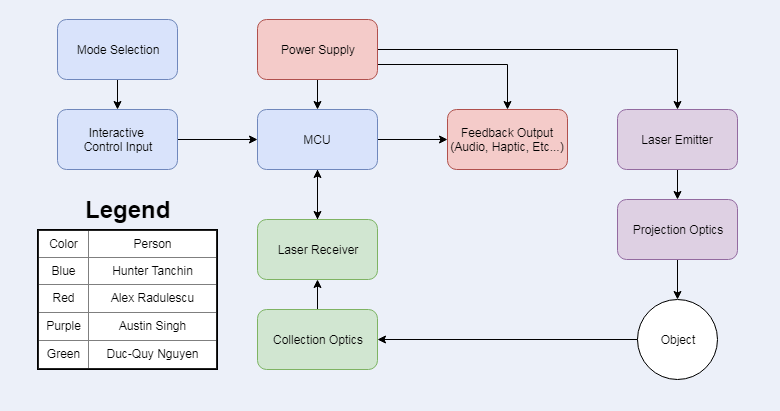 Mode Selection
Power Supply
Interactive
Control Input
MCU
Feedback Output
(Audio, Haptic, Etc...)
Laser Emitter
Legend
Color Person
Blue Hunter Tanchin
Red Alex Radulescu
Purple Austin Singh
Green Duc-Quy Nguyen
Laser Receiver
Projection Optics
Collection Optics
Object